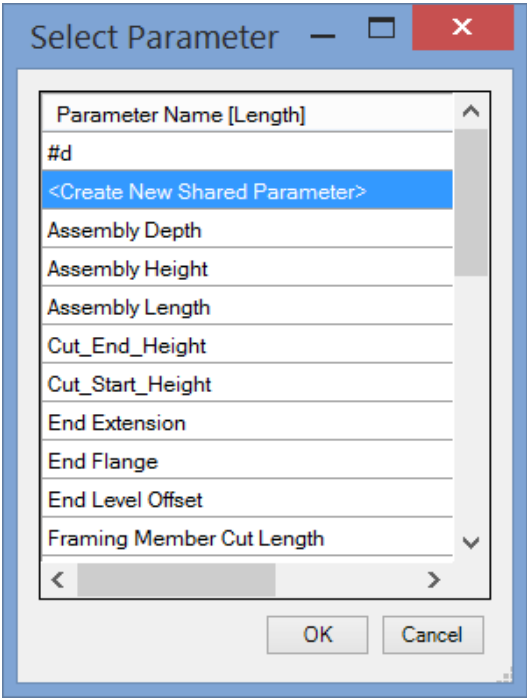 Select Parameter
Parameter Name [Length]
#d
<Create New Shared Parameter>
Assembly Depth
Assembly Height
Assembly Length
Cut_End_Height
Cut_Start_Height
End Extension
End Flange
End Level Offset
Framing Member Cut Length
OK Cancel